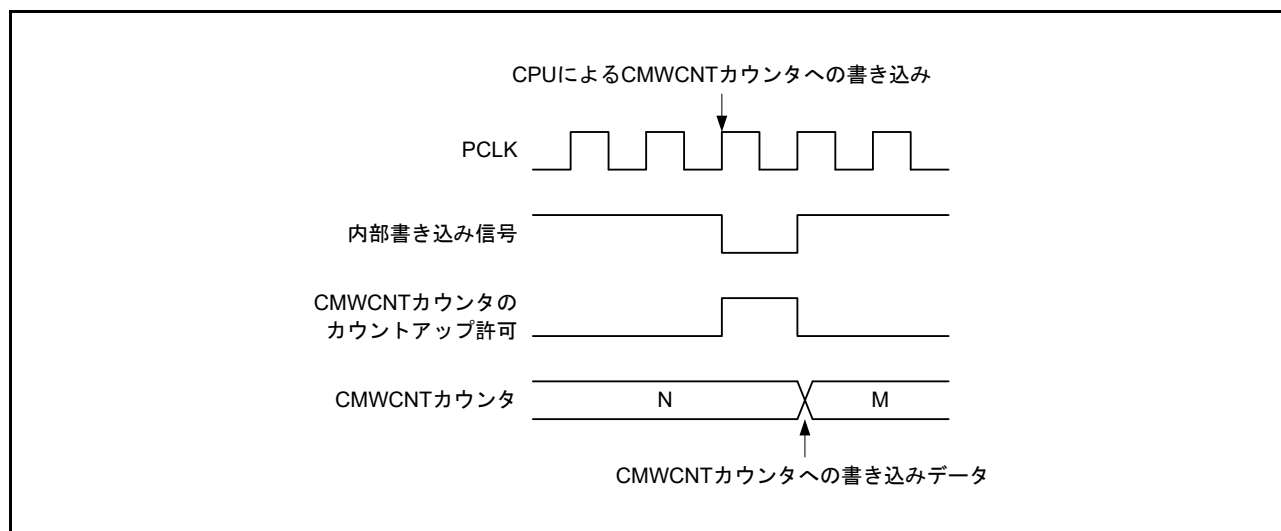 CPUによるCMWCNTカウンタへの書き込み
PCLK
内部書き込み信号
CMWCNTカウンタの
カウントアップ許可
CMWCNTカウンタ
N
M
CMWCNTカウンタへの書き込みデータ